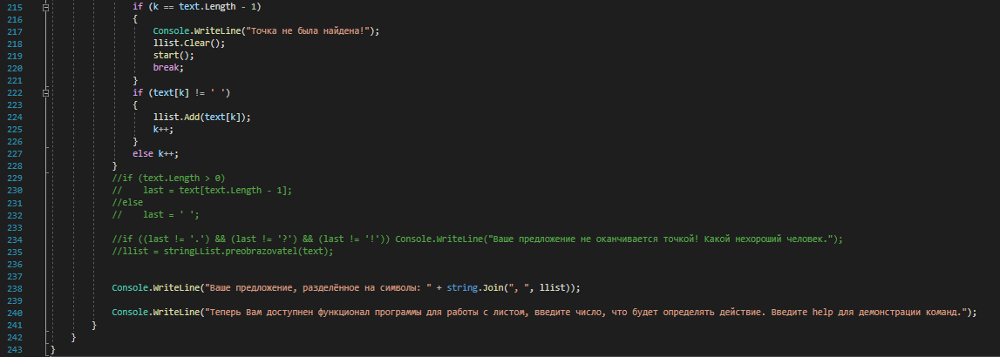 215 if (k == text.Length - 1)
216 {
217 Console.WriteLine("Точка не была найдена!");
218 llist.Clear();
219 start();
220 break;
221 }
222 if (text[k] != ' ')
223 {
224 llist.Add(text[k]);
225 k++;
226 }
227 else k++;
228 }
229 //if (text.Length > 0)
230 //    last = text[text.Length - 1];
231 //else
232 //    last = ' ';
233
234 //if ((last != '.') && (last != '?') && (last != '!')) Console.WriteLine("Ваше предложение не оканчивается точкой! Какой нехороший человек.");
235 //llist = stringLList.preobrazovatel(text);
236
237
238 Console.WriteLine("Ваше предложение, разделённое на символы: " + string.Join(", ", llist));
239
240 Console.WriteLine("Теперь Вам доступнен функционал программы для работы с листом, введите число, что будет определять действие. Введите help для демонстрации команд.");
241 }
242 }
243 }